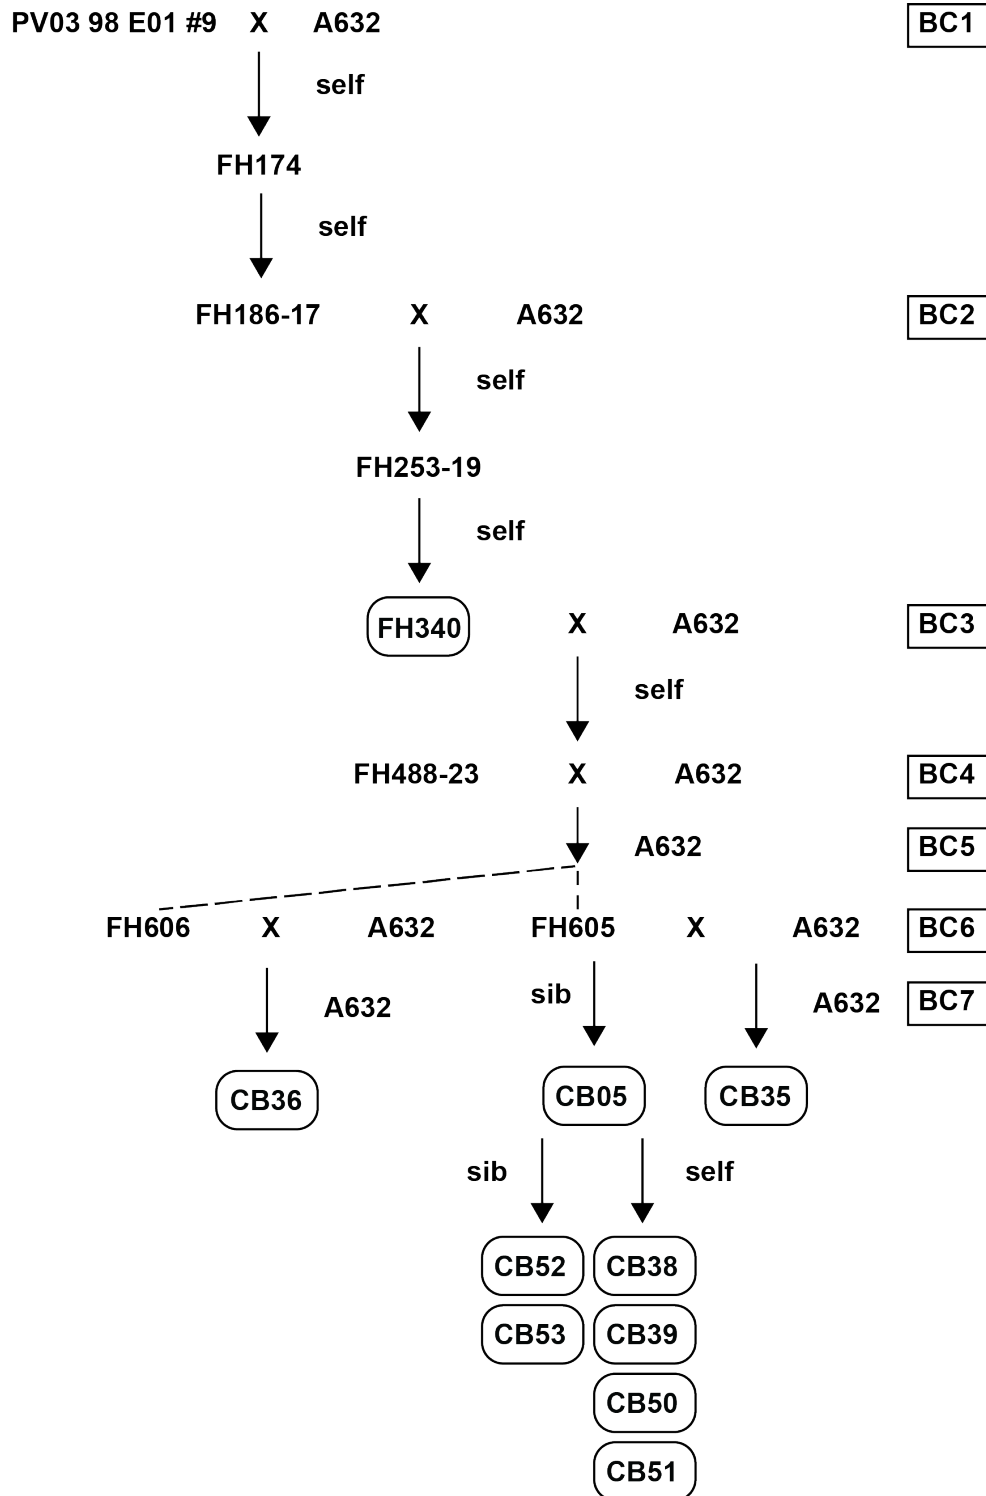 PV03 98 E01 #9 X A632 BC1
self
FH174
self
FH186-17 X A632 BC2
self
FH253-19
self
FH340 X A632 BC3
self
FH488-23 X A632 BC4
A632 BC5
FH606 X A632 FH605 X A632 BC6
sib A632 A632 BC7
CB36 CB05 CB35
sib self
CB52 CB38
CB53 CB39
CB50
CB51